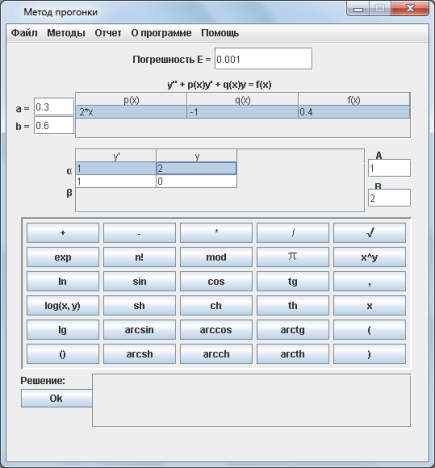 Метод прогонки
Файл Методы Отчет О программе Помощь
Погрешность E = 0.001
y'' + p(x)y' + q(x)y = f(x)
p(x) q(x) f(x)
a = 0.3 2*x -1 0.4
b = 0.6
y' y A
α 1 2 1
β 1 0 B
2
+ - * / √
exp n! mod π x^y
ln sin cos tg ,
log(x, y) sh ch th x
lg arcsin arccos arctg (
() arcsh arcch arcth )
Решение:
Ok